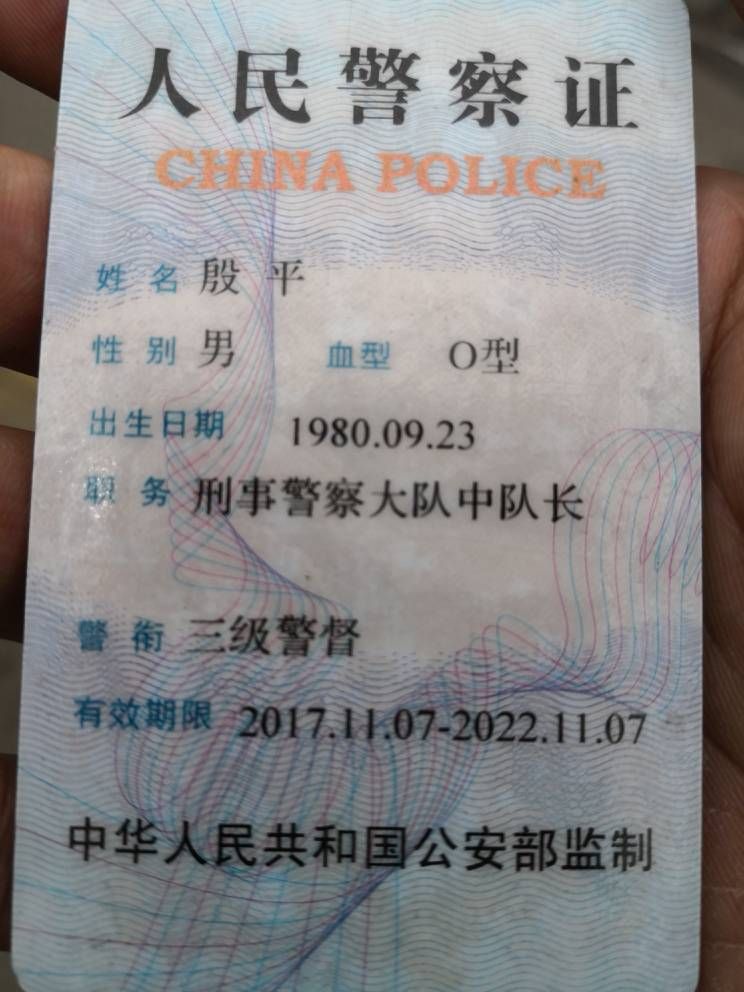 人民警察证
CHINA POLICE
姓名 殷平
性别 男 血型 O型
出生日期 1980.09.23
职务 刑事警察大队中队长
警衔 三级警督
有效期限 2017.11.07-2022.11.07
中华人民共和国公安部监制